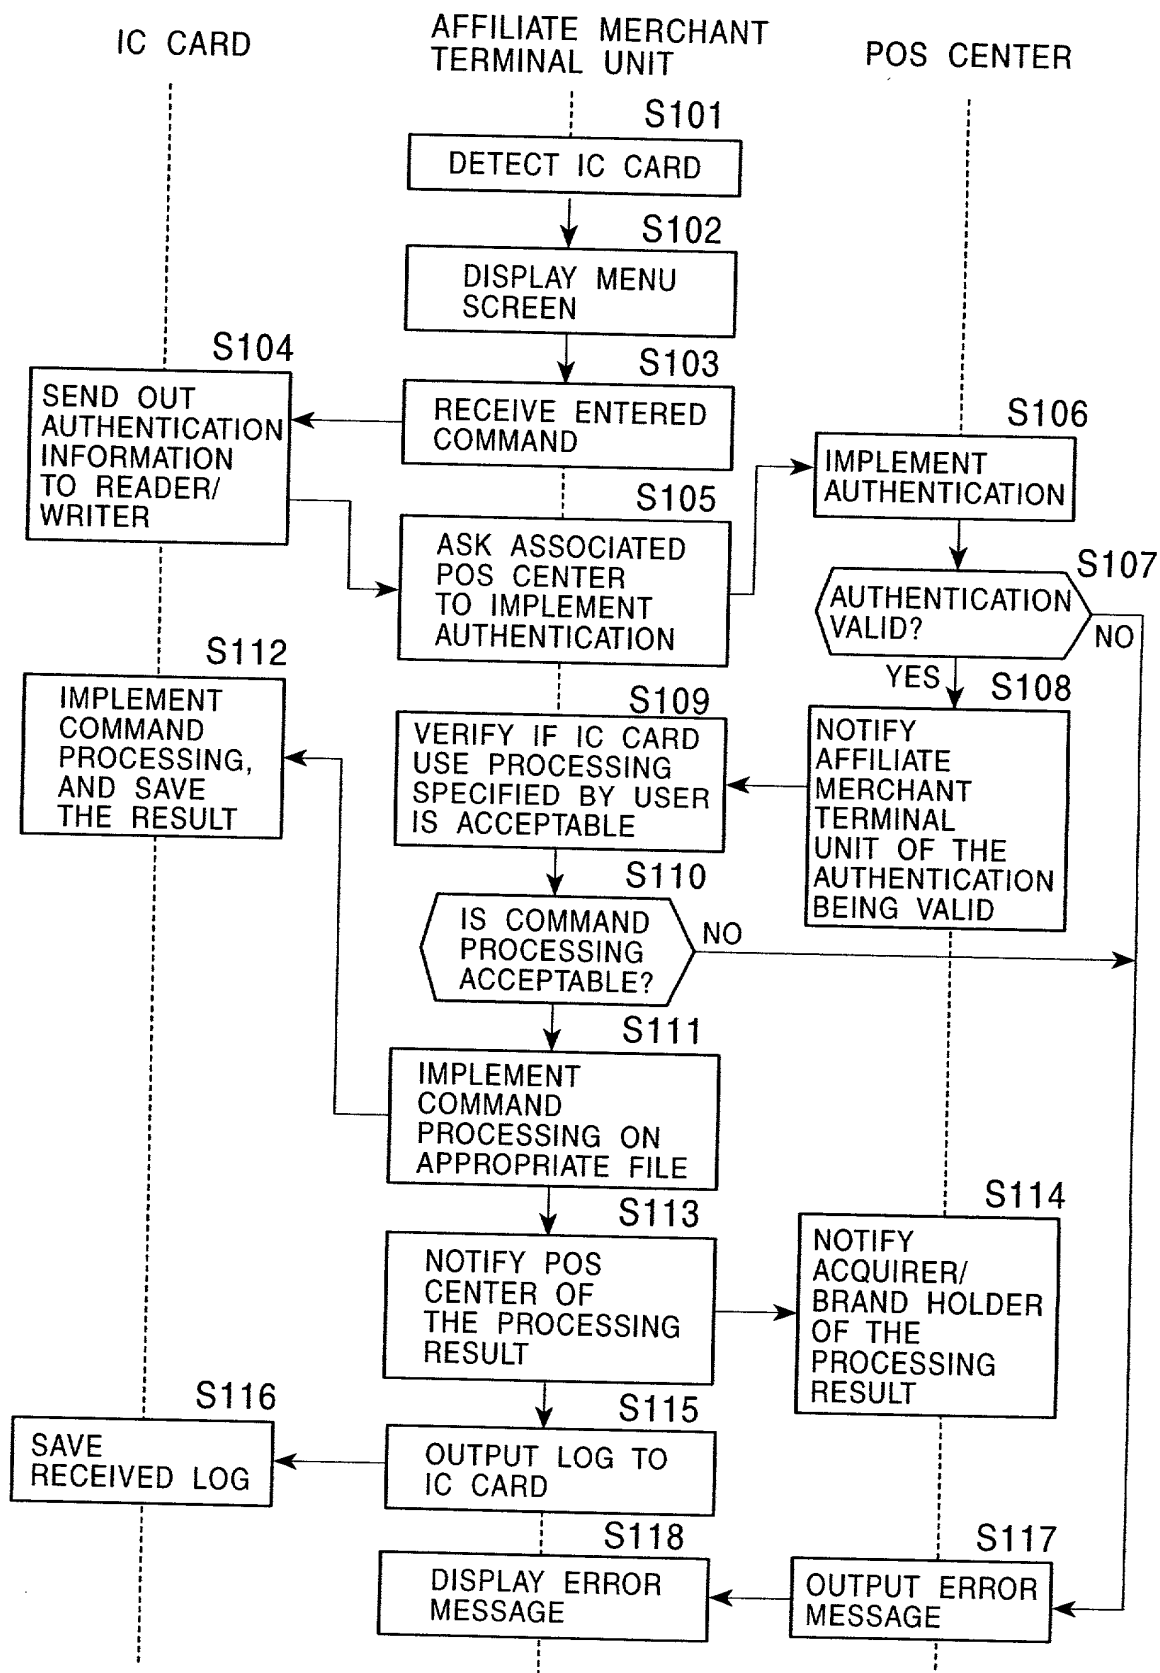 IC CARD
AFFILIATE MERCHANT
TERMINAL UNIT
POS CENTER
S101
DETECT IC CARD
S102
DISPLAY MENU
SCREEN
S103
RECEIVE ENTERED
COMMAND
S104
SEND OUT
AUTHENTICATION
INFORMATION
TO READER/
WRITER
S105
ASK ASSOCIATED
POS CENTER
TO IMPLEMENT
AUTHENTICATION
S106
IMPLEMENT
AUTHENTICATION
S107
AUTHENTICATION
VALID?
NO
YES
S108
NOTIFY
AFFILIATE
MERCHANT
TERMINAL
UNIT OF THE
AUTHENTICATION
BEING VALID
S109
VERIFY IF IC CARD
USE PROCESSING
SPECIFIED BY USER
IS ACCEPTABLE
S110
IS COMMAND
PROCESSING
ACCEPTABLE?
NO
S111
IMPLEMENT
COMMAND
PROCESSING ON
APPROPRIATE FILE
S112
IMPLEMENT
COMMAND
PROCESSING,
AND SAVE
THE RESULT
S113
NOTIFY POS
CENTER OF
THE PROCESSING
RESULT
S114
NOTIFY
ACQUIRER/
BRAND HOLDER
OF THE
PROCESSING
RESULT
S115
OUTPUT LOG TO
IC CARD
S116
SAVE
RECEIVED LOG
S117
OUTPUT ERROR
MESSAGE
S118
DISPLAY ERROR
MESSAGE